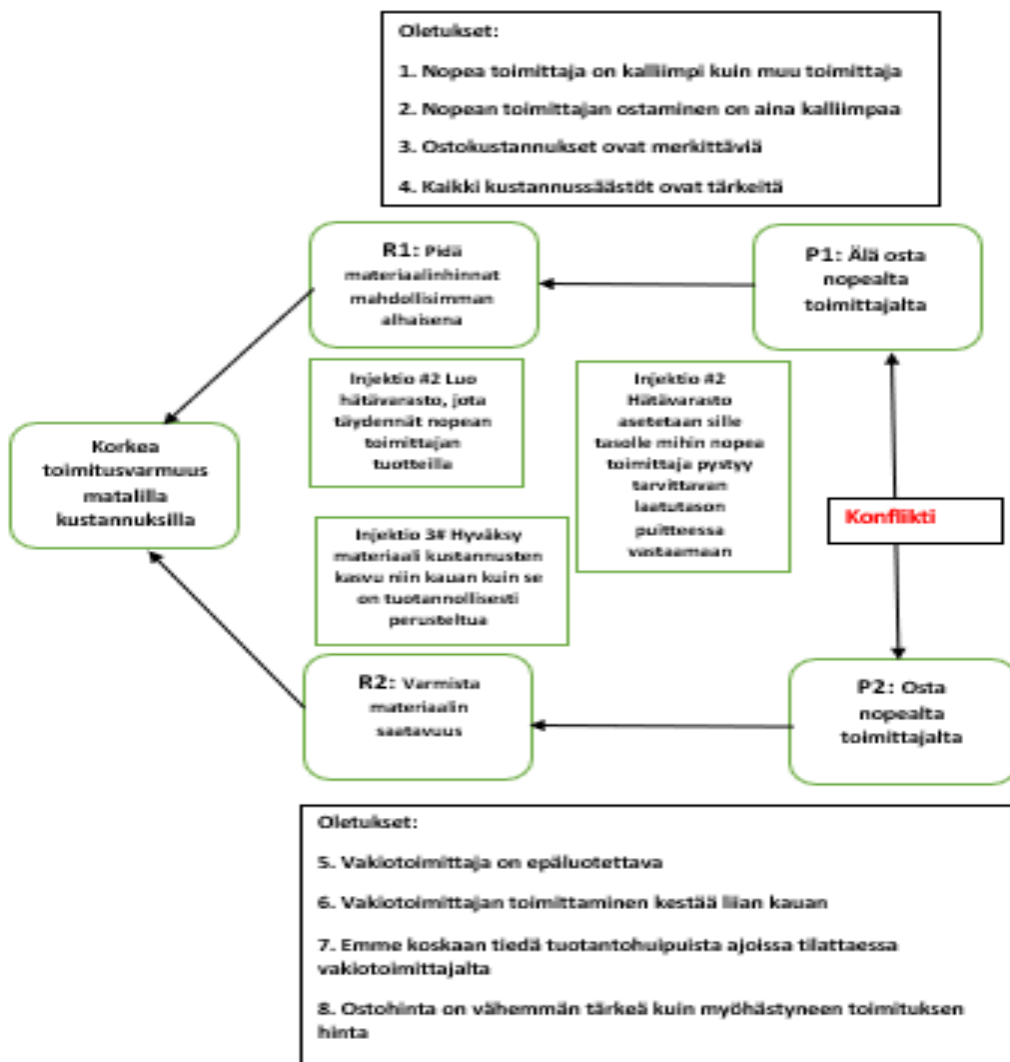 Oletukset:
1. Nopea toimittaja on kalliimpi kuin muu toimittaja
2. Nopean toimittajan ostaminen on aina kalliimpaa
3. Ostokustannukset ovat merkittäviä
4. Kaikki kustannussäästöt ovat tärkeitä
R1: Pidä
materiaalinhinnat
mahdollisimman
alhaisena
P1: Älä osta
nopealta
toimittajalta
Injektio #2 Luo
hätävarasto, jota
täydennät nopean
toimittajan
tuotteilla
Injektio #2
Hätävarasto
asetetaan sille
tasolle mihin nopea
toimittaja pystyy
tarvittavan
laatutason
puitteessa
vastaamaan
Korkea
toimitusvarmuus
matalilla
kustannuksilla
Konflikti
Injektio 3# Hyväksy
materiaali kustannusten
kasvu niin kauan kuin se
on tuotannollisesti
perusteltua
R2: Varmista
materiaalin
saatavuus
P2: Osta
nopealta
toimittajalta
Oletukset:
5. Vakiotoimittaja on epäluotettava
6. Vakiotoimittajan toimittaminen kestää liian kauan
7. Emme koskaan tiedä tuotantohuipuista ajoissa tilattaessa
vakiotoimittajalta
8. Ostohinta on vähemmän tärkeä kuin myöhästyneen toimituksen
hinta